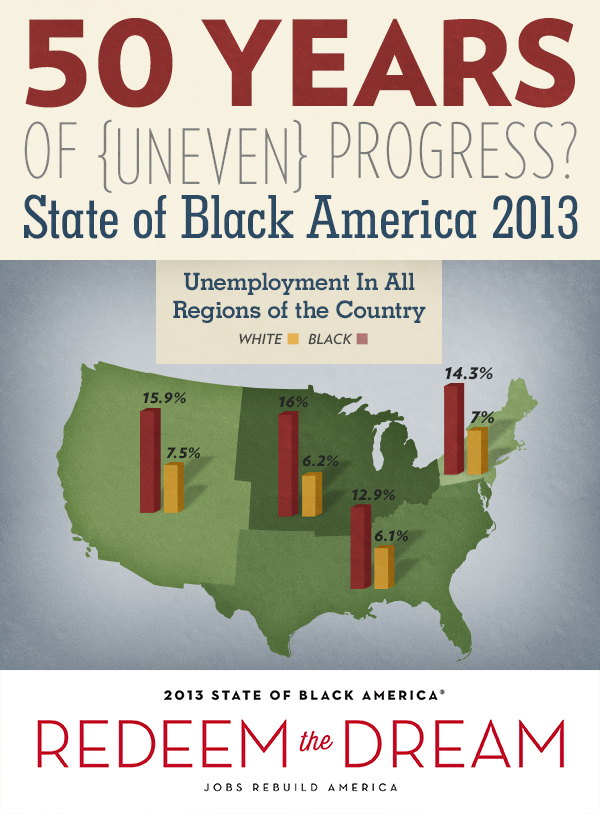 50 YEARS
OF {UNEVEN} PROGRESS?
State of Black America 2013
Unemployment In All
Regions of the Country
WHITE BLACK
14.3%
15.9%
16%
7%
7.5%
6.2%
12.9%
6.1%
2013 STATE OF BLACK AMERICA®
REDEEM the DREAM
JOBS REBUILD AMERICA